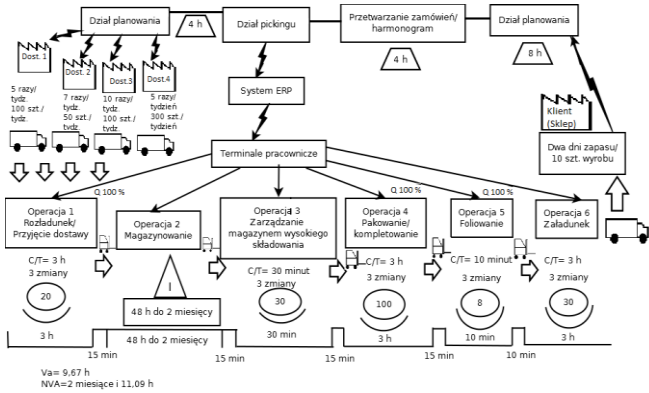 Dział planowania
4 h
Dział pickingu
Przetwarzanie zamówień/
harmonogram
4 h
Dział planowania
8 h
Dost. 1
Dost. 2
Dost.3
Dost.4
5 razy/
tydz.
100 szt./
tydz.
7 razy/
tydz.
50 szt./
tydz.
10 razy/
tydz.
100 szt./
tydz.
5 razy/
tydzień
300 szt./
tydzień
System ERP
Klient
(Sklep)
Dwa dni zapasu/
10 szt. wyrobu
Terminale pracownicze
Q 100 %
Q 100 %
Q 100 %
Operacja 1
Rozładunek/
Przyjęcie dostawy
Operacja 2
Magazynowanie
Operacja 3
Zarządzanie
magazynem wysokiego
składowania
Operacja 4
Pakowanie/
kompletowanie
Operacja 5
Foliowanie
Operacja 6
Załadunek
C/T= 3 h
3 zmiany
20
I
48 h do 2 miesięcy
C/T= 30 minut
3 zmiany
30
C/T= 3 h
3 zmiany
100
C/T= 10 minut
3 zmiany
8
C/T= 3 h
3 zmiany
30
3 h
15 min
48 h do 2 miesięcy
15 min
30 min
15 min
3 h
15 min
10 min
10 min
3 h
Va= 9,67 h
NVA=2 miesiące i 11,09 h